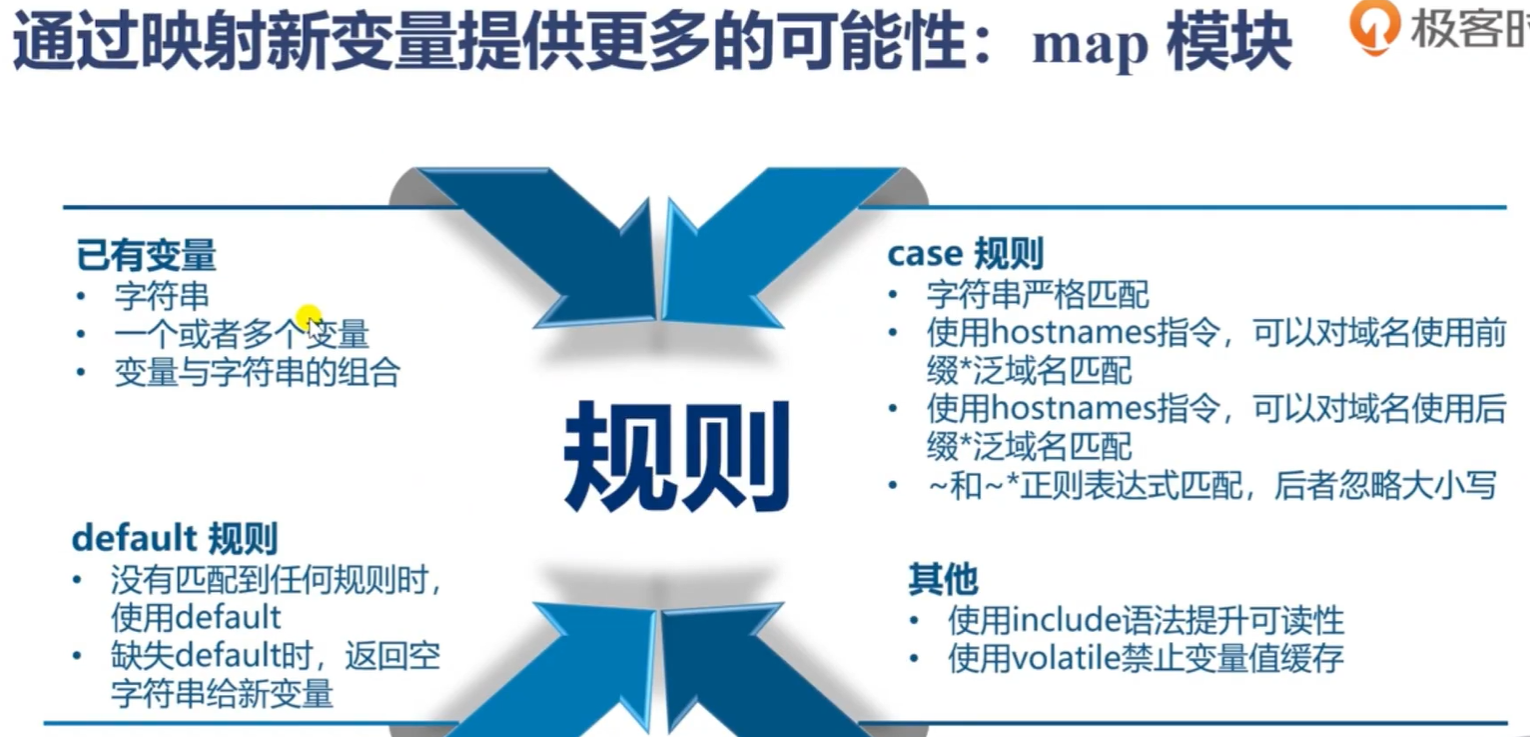 通过映射新变量提供更多的可能性：map 模块
极客时
已有变量
• 字符串
• 一个或者多个变量
• 变量与字符串的组合
case 规则
• 字符串严格匹配
• 使用hostnames指令，可以对域名使用前
缀*泛域名匹配
• 使用hostnames指令，可以对域名使用后
缀*泛域名匹配
• ~和~*正则表达式匹配，后者忽略大小写
规则
default 规则
• 没有匹配到任何规则时，
使用default
• 缺失default时，返回空
字符串给新变量
其他
• 使用include语法提升可读性
• 使用volatile禁止变量值缓存